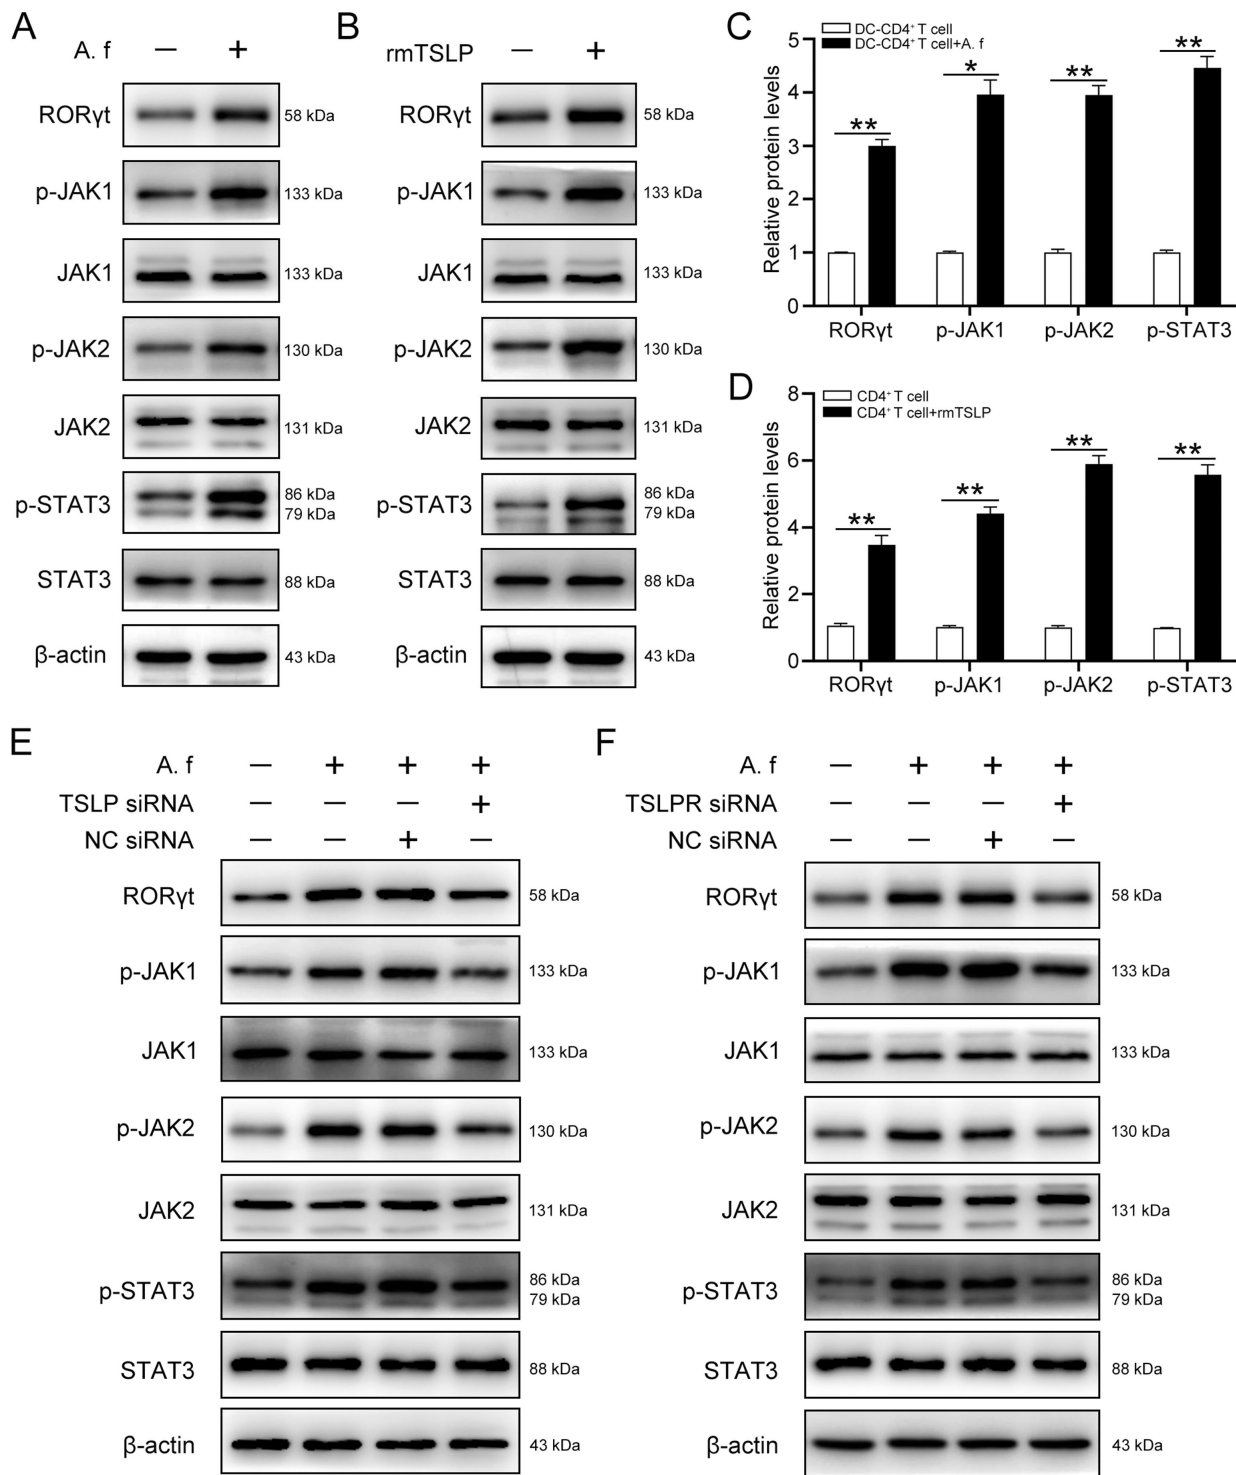 A
A. f — +
RORγt 58 kDa
p-JAK1 133 kDa
JAK1 133 kDa
p-JAK2 130 kDa
JAK2 131 kDa
p-STAT3 86 kDa
79 kDa
STAT3 88 kDa
β-actin 43 kDa
B
rmTSLP — +
RORγt 58 kDa
p-JAK1 133 kDa
JAK1 133 kDa
p-JAK2 130 kDa
JAK2 131 kDa
p-STAT3 86 kDa
79 kDa
STAT3 88 kDa
β-actin 43 kDa
C
DC-CD4⁺ T cell
DC-CD4⁺ T cell+A. f
Relative protein levels
5
4
3
2
1
0
** * ** **
RORγt p-JAK1 p-JAK2 p-STAT3
D
CD4⁺ T cell
CD4⁺ T cell+rmTSLP
Relative protein levels
8
6
4
2
0
** ** ** **
RORγt p-JAK1 p-JAK2 p-STAT3
E
A. f — + + +
TSLP siRNA — — — +
NC siRNA — — + —
RORγt 58 kDa
p-JAK1 133 kDa
JAK1 133 kDa
p-JAK2 130 kDa
JAK2 131 kDa
p-STAT3 86 kDa
79 kDa
STAT3 88 kDa
β-actin 43 kDa
F
A. f — + + +
TSLPR siRNA — — — +
NC siRNA — — + —
RORγt 58 kDa
p-JAK1 133 kDa
JAK1 133 kDa
p-JAK2 130 kDa
JAK2 131 kDa
p-STAT3 86 kDa
79 kDa
STAT3 88 kDa
β-actin 43 kDa